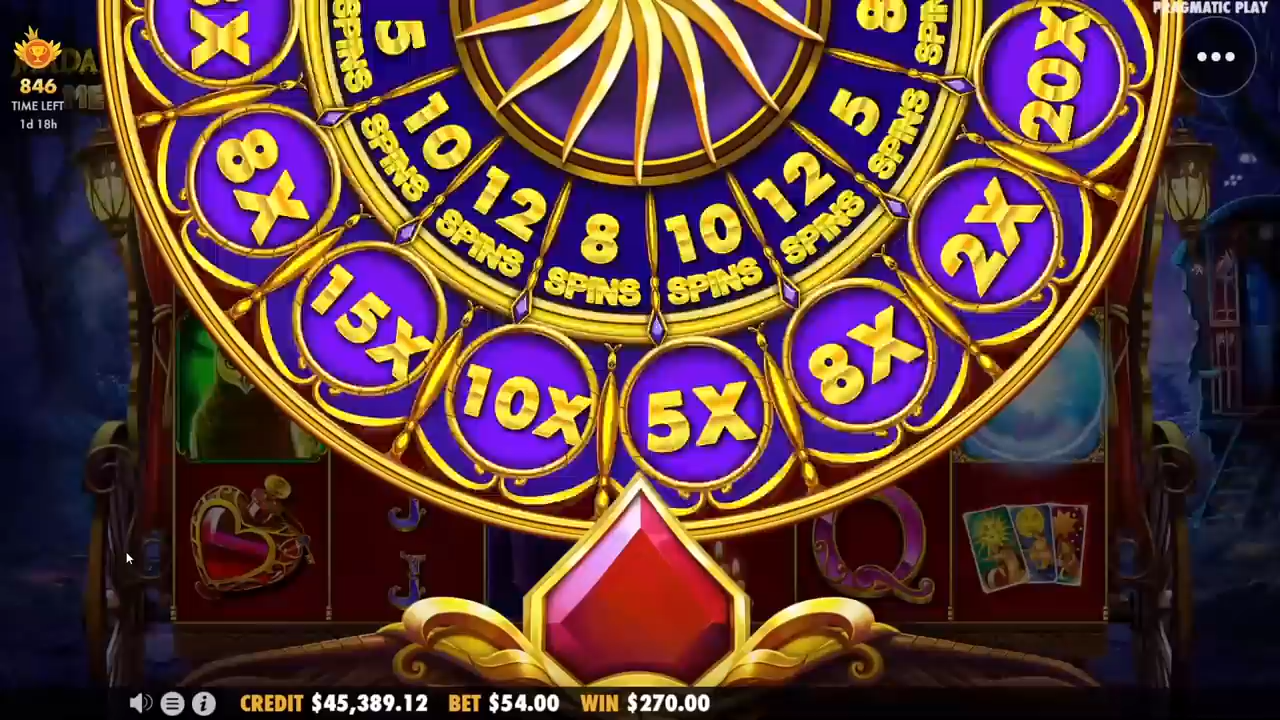 PRAGMATIC PLAY
846
TIME LEFT
1d 18h
ME
5
SPINS
8
SPINS
X
20X
10
SPINS
5
SPINS
8X
12
SPINS
12
SPINS
2X
8
SPINS
10
SPINS
15X
8X
10X
5X
J
J
Q
CREDIT $45,389.12 BET $54.00 WIN $270.00